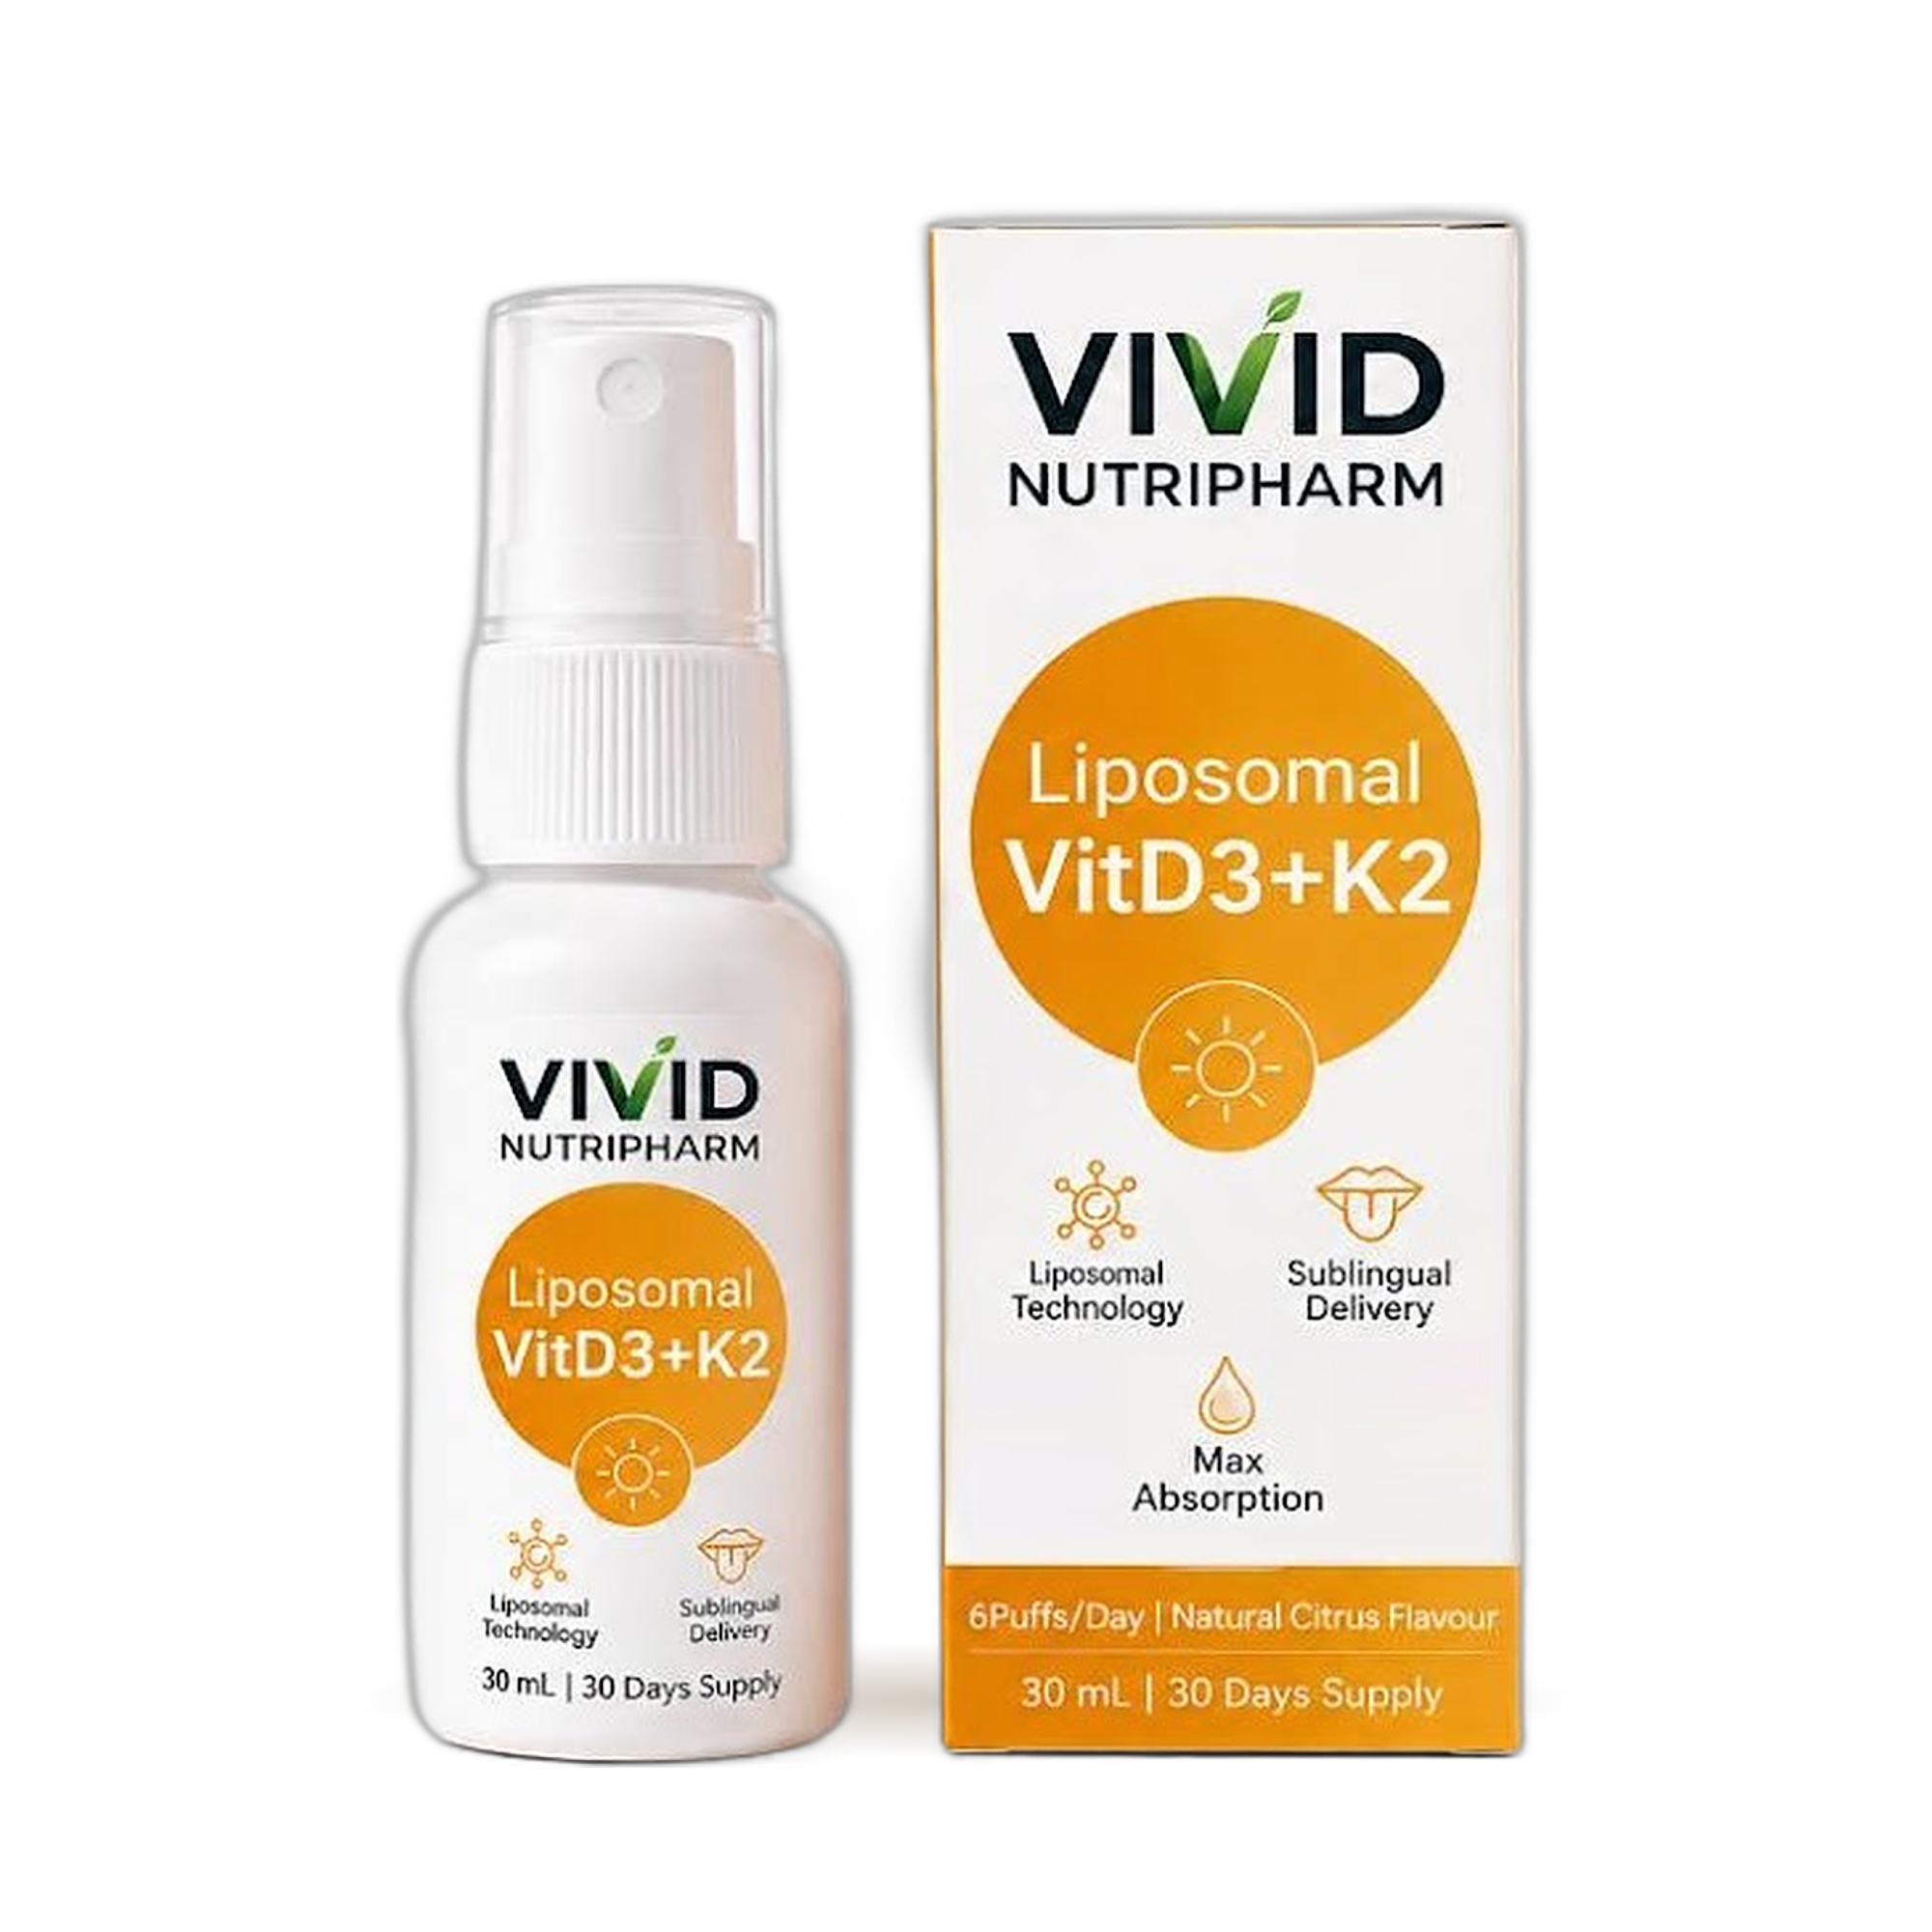 VIVID
NUTRIPHARM
Liposomal
VitD3+K2
Liposomal
Technology
Sublingual
Delivery
30 mL | 30 Days Supply
VIVID
NUTRIPHARM
Liposomal
VitD3+K2
Liposomal
Technology
Sublingual
Delivery
Max
Absorption
6Puffs/Day | Natural Citrus Flavour
30 mL | 30 Days Supply